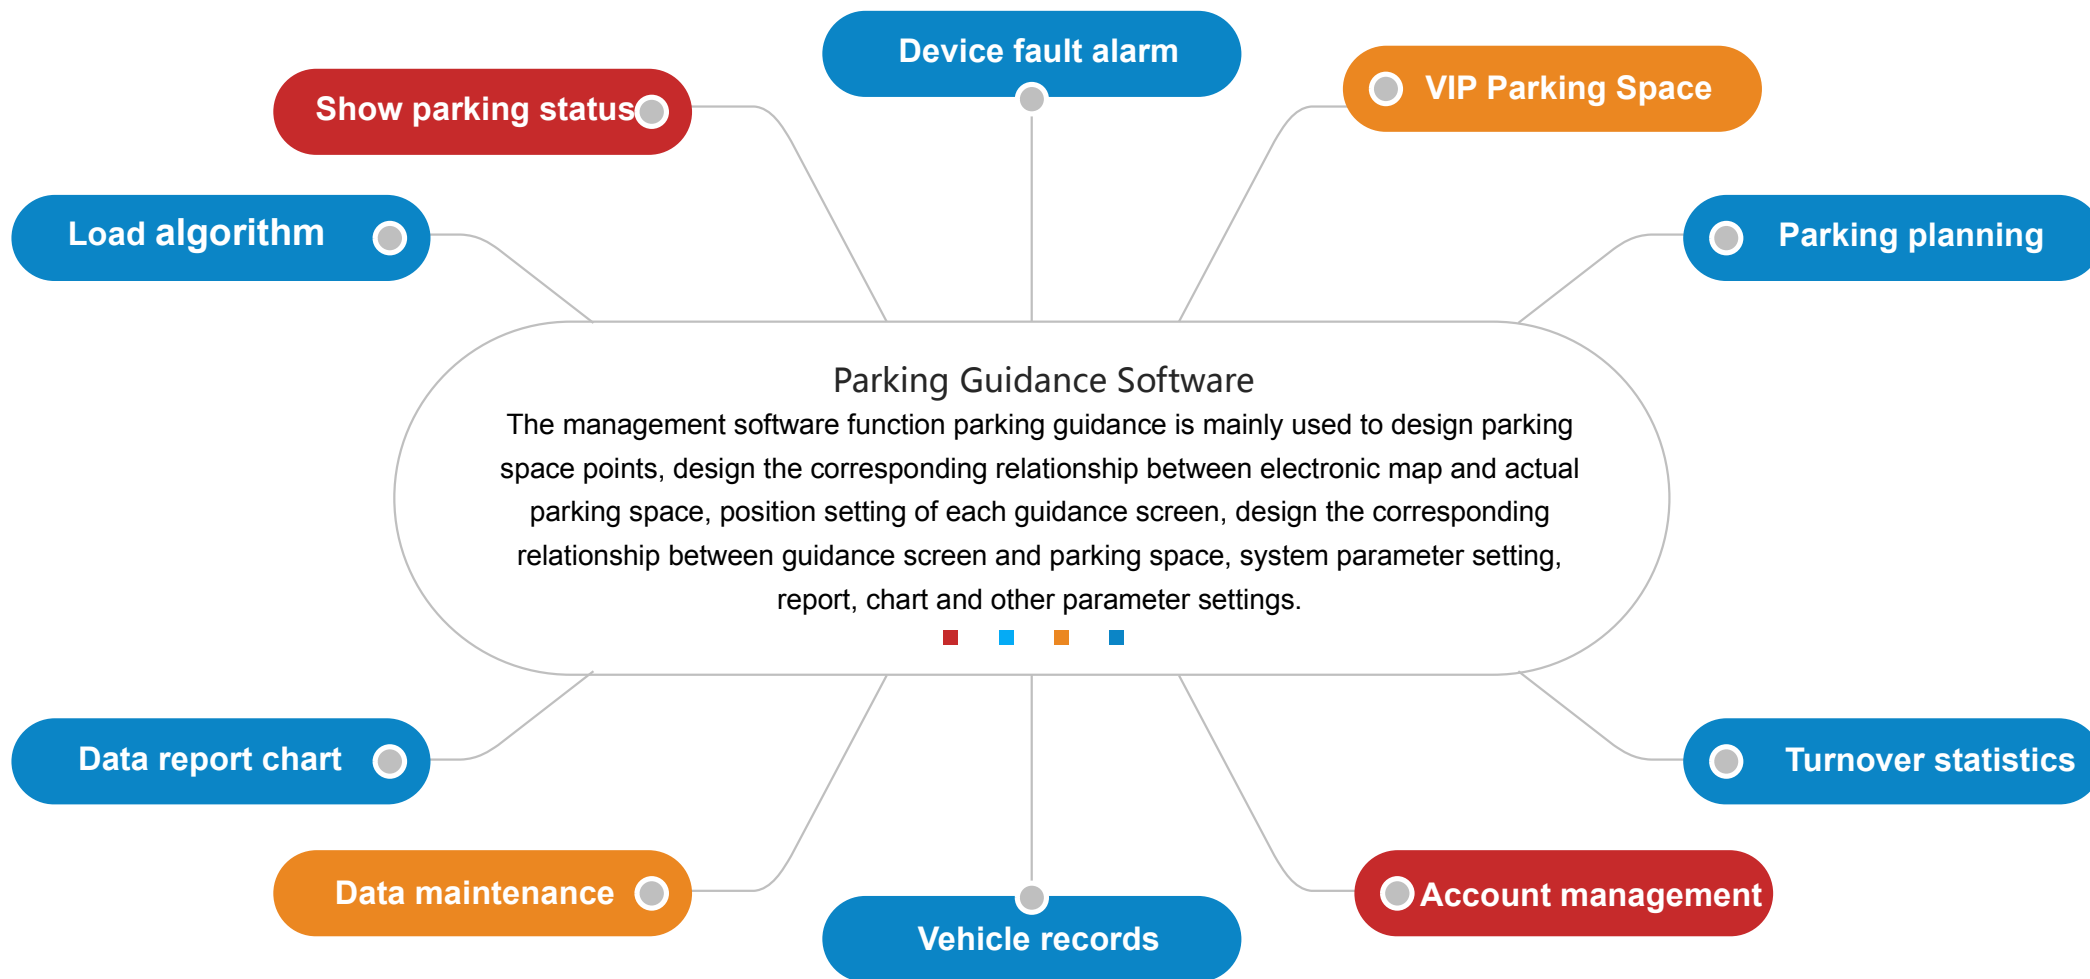 Device fault alarm
VIP Parking Space
Show parking status
Load algorithm
Parking planning
Parking Guidance Software
The management software function parking guidance is mainly used to design parking
space points, design the corresponding relationship between electronic map and actual
parking space, position setting of each guidance screen, design the corresponding
relationship between guidance screen and parking space, system parameter setting,
report, chart and other parameter settings.
Data report chart
Turnover statistics
Data maintenance
Account management
Vehicle records